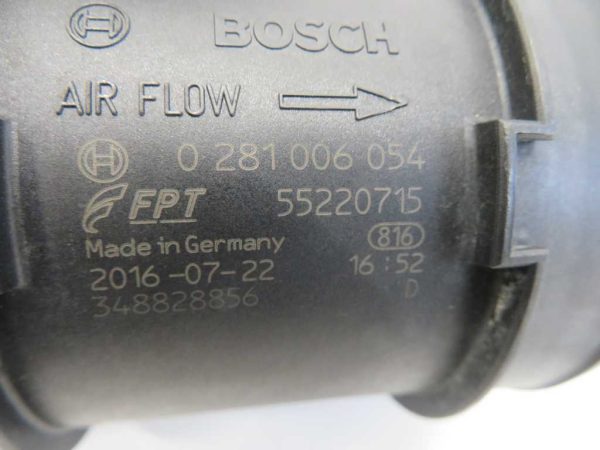 BOSCH
AIR FLOW
0 281 006 054
FPT 55220715
Made in Germany 816
2016-07-22 16:52
348828856 D